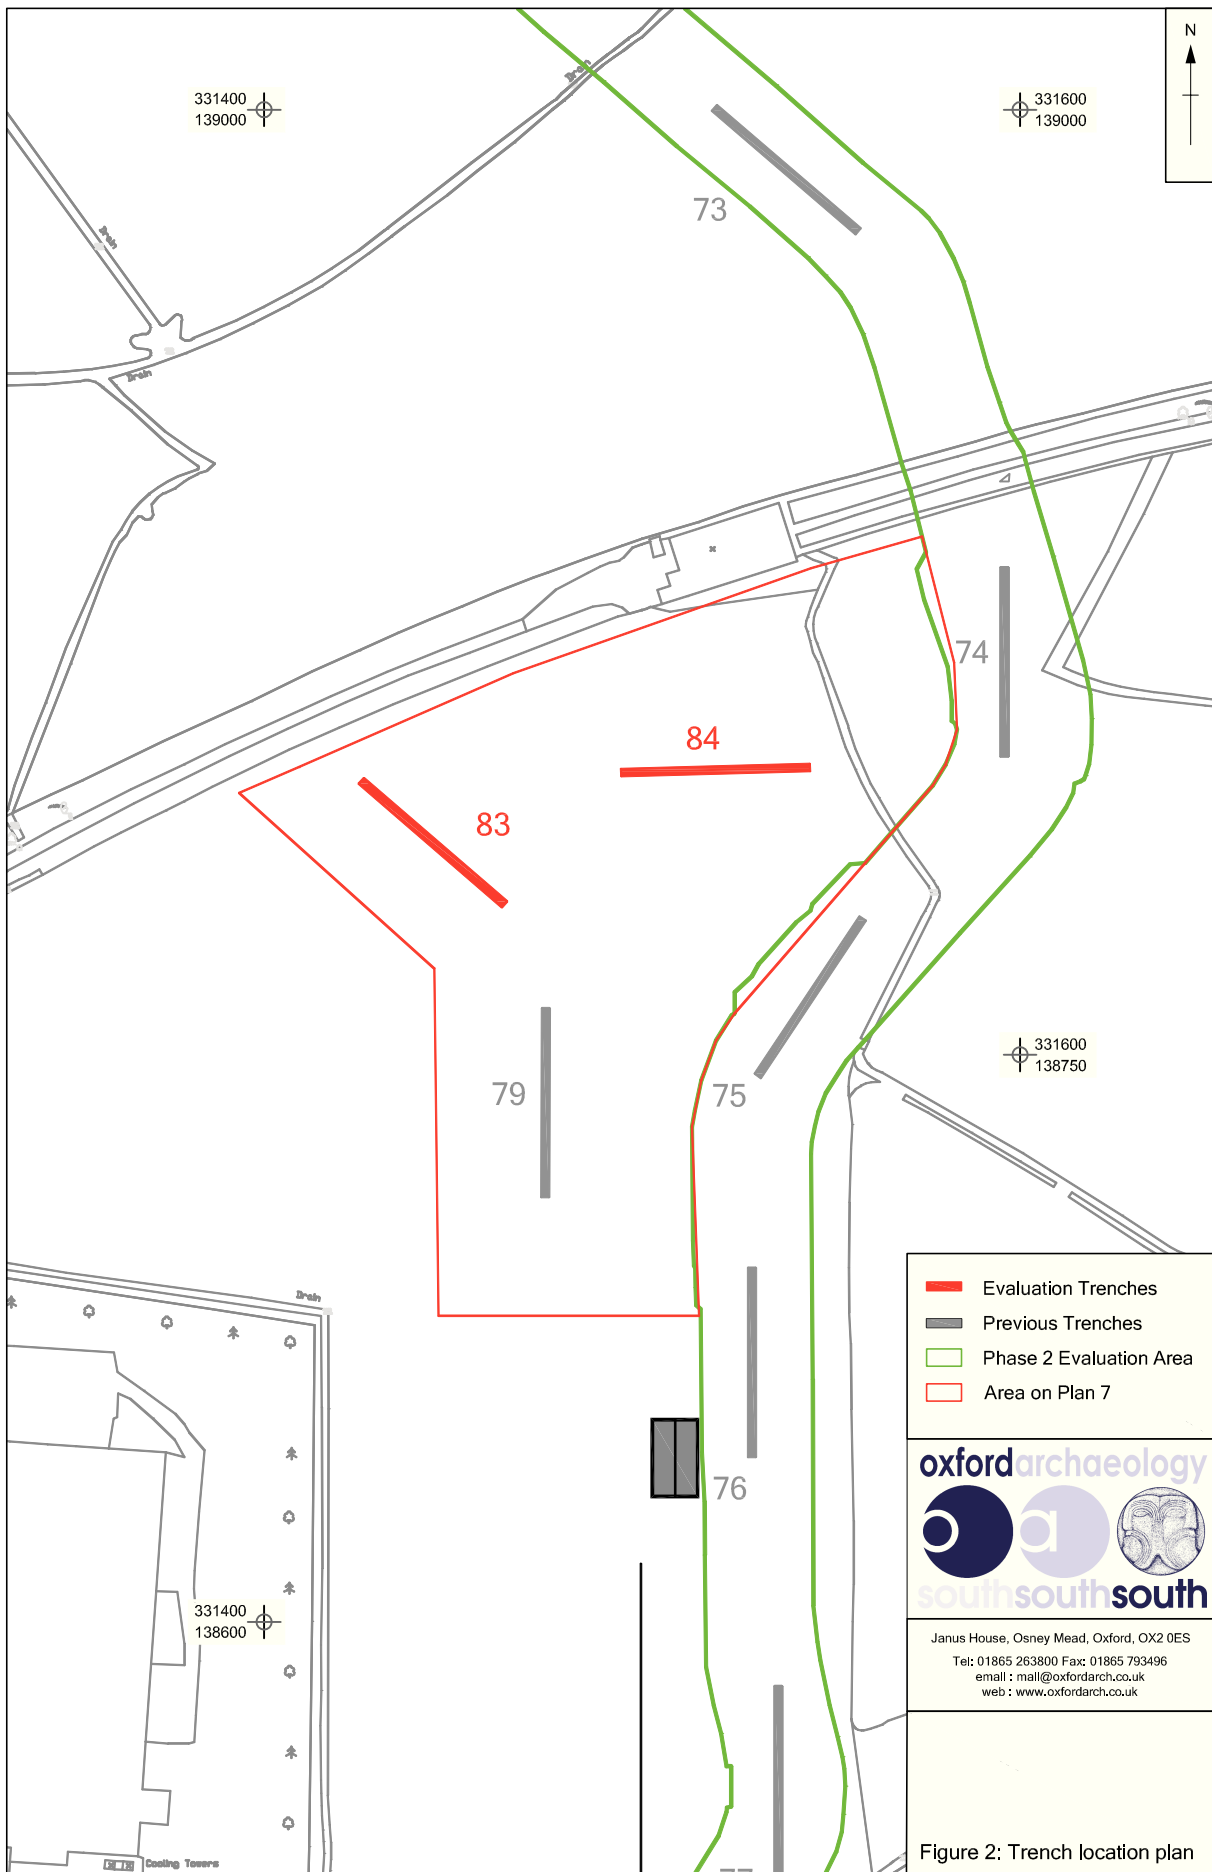 N
Drain
331400
139000
331600
139000
73
Drain
Drain
74
84
83
331600
138750
79
75
Drain
Evaluation Trenches
Previous Trenches
Phase 2 Evaluation Area
Area on Plan 7
76
oxfordarchaeology
a
southsouthsouth
331400
138600
Janus House, Osney Mead, Oxford, OX2 0ES
Tel: 01865 263800 Fax: 01865 793496
email : mail@oxfordarch.co.uk
web : www.oxfordarch.co.uk
Figure 2: Trench location plan
Cooling Towers
77